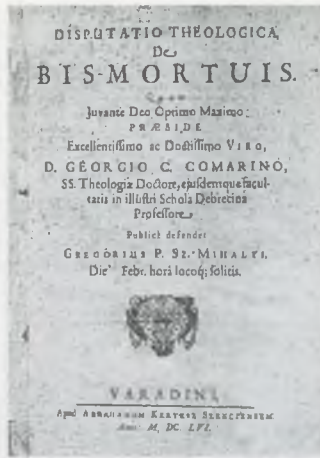 DISPUTATIO THEOLOGICA,
De
BIS-MORTUIS.
Quam
Juvante Deo Optimo Maximo:
PRÆSIDE
Excellentissimo ac Doctissimo VIRO,
D. GEORGIO C. COMARINO,
SS. Theologiæ Doctore, ejusdemque facul-
tatis in illustri Schola Debrecina
Professore
Publicè defendet
GREGORIUS P. SZ. MIHALYI.
Die Febr. horâ locoq; solitis.
VARADINI,
Apud ABRAHAMUM KERTESZ SZENCZIENSEM
Anno M, DC. LVI.